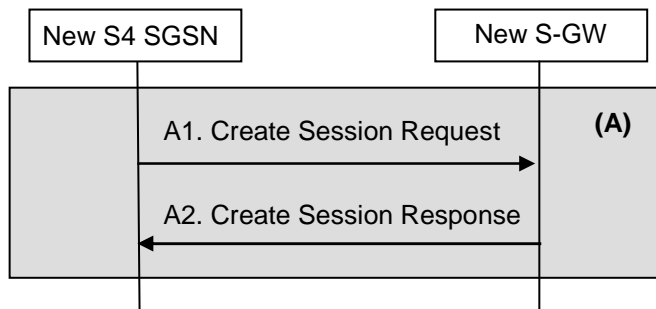 New S4 SGSN
New S-GW
(A)
A1. Create Session Request
A2. Create Session Response